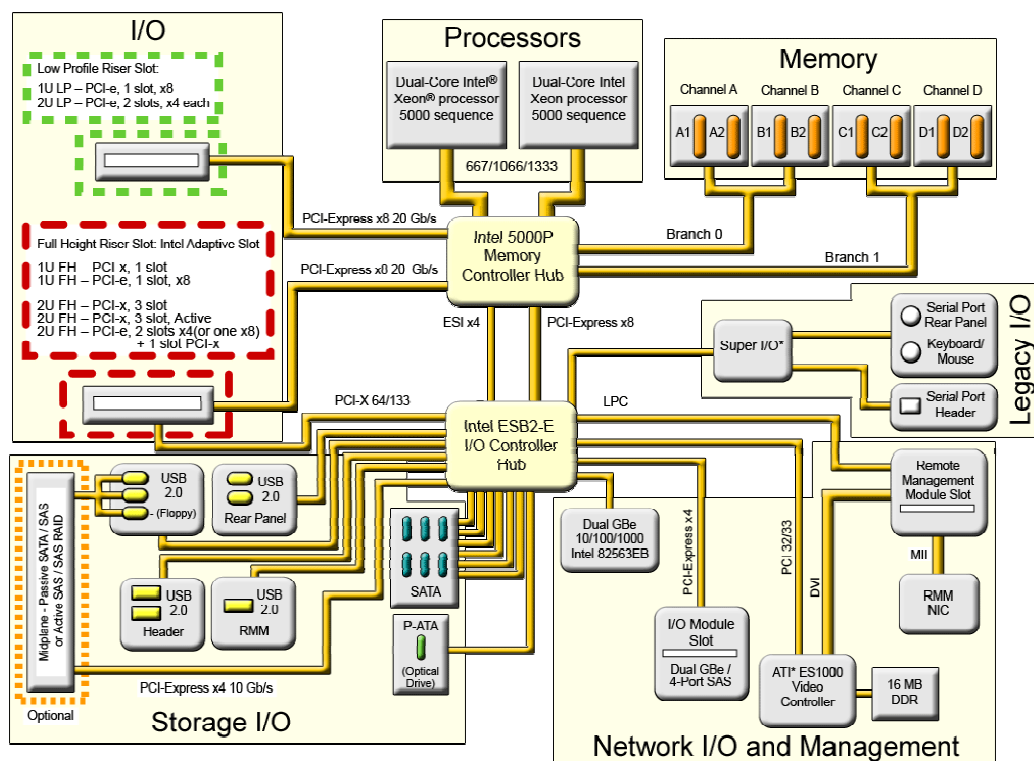 I/O
Low Profile Riser Slot:
1U LP – PCI-e, 1 slot, x8
2U LP – PCI-e, 2 slots, x4 each
Full Height Riser Slot: Intel Adaptive Slot
1U FH – PCI x, 1 slot
1U FH – PCI-e, 1 slot, x8
2U FH – PCI-x, 3 slot
2U FH – PCI-x, 3 slot, Active
2U FH – PCI-e, 2 slots x4(or one x8)
+ 1 slot PCI-x
Processors
Dual-Core Intel®
Xeon® processor
5000 sequence
Dual-Core Intel
Xeon processor
5000 sequence
667/1066/1333
Memory
Channel A
Channel B
Channel C
Channel D
A1
A2
B1
B2
C1
C2
D1
D2
PCI-Express x8 20 Gb/s
PCI-Express x8 20 Gb/s
Intel 5000P
Memory
Controller Hub
Branch 0
Branch 1
ESI x4
PCI-Express x8
Super I/O*
Serial Port
Rear Panel
Keyboard/
Mouse
Serial Port
Header
Legacy I/O
PCI-X 64/133
LPC
Intel ESB2-E
I/O Controller
Hub
Midplane - Passive SATA / SAS
or Active SAS / SAS RAID
Optional
USB
2.0
- (Floppy)
USB
2.0
Rear Panel
USB
2.0
Header
USB
2.0
RMM
SATA
P-ATA
(Optical
Drive)
PCI-Express x4 10 Gb/s
Storage I/O
Dual GBe
10/100/1000
Intel 82563EB
PCI-Express x4
PCI 32/33
DVI
Remote
Management
Module Slot
MII
RMM
NIC
I/O Module
Slot
Dual GBe /
4-Port SAS
ATI* ES1000
Video
Controller
16 MB
DDR
Network I/O and Management